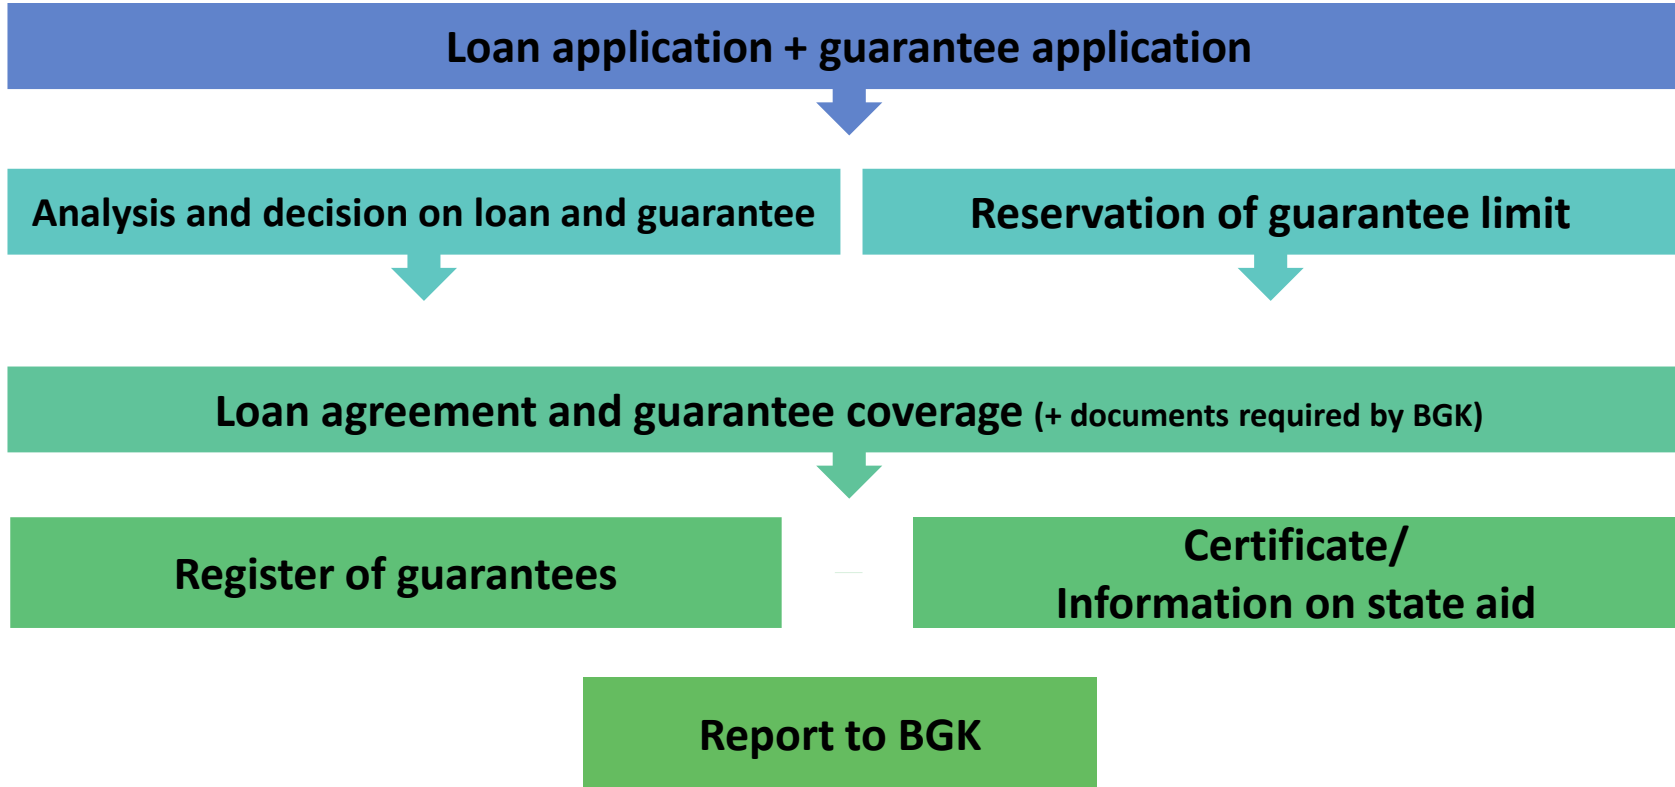 Loan application + guarantee application
Analysis and decision on loan and guarantee
Reservation of guarantee limit
Loan agreement and guarantee coverage (+ documents required by BGK)
Register of guarantees
Certificate/
Information on state aid
Report to BGK